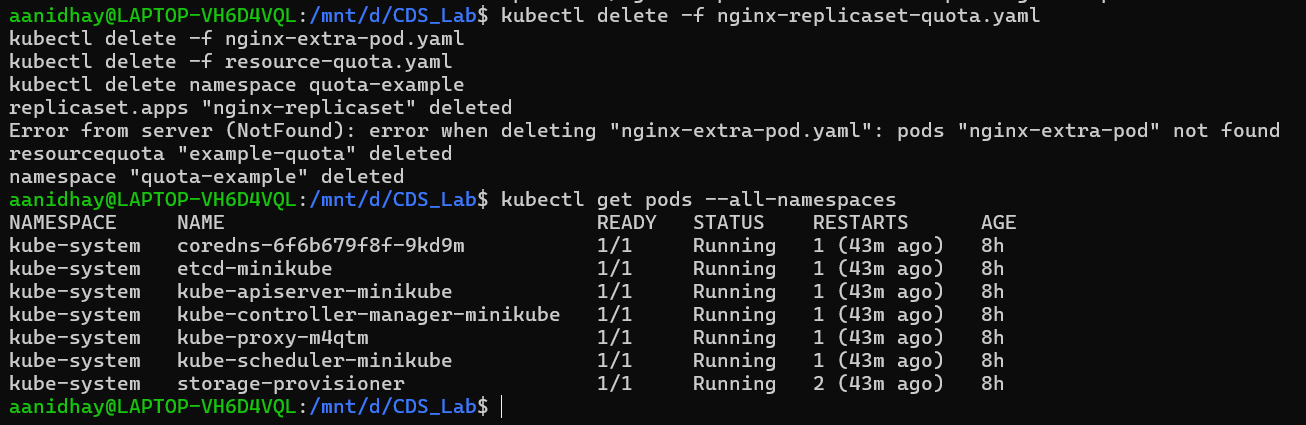 aanidhay@LAPTOP-VH6D4VQL:/mnt/d/CDS_Lab$ kubectl delete -f nginx-replicaset-quota.yaml
kubectl delete -f nginx-extra-pod.yaml
kubectl delete -f resource-quota.yaml
kubectl delete namespace quota-example
replicaset.apps "nginx-replicaset" deleted
Error from server (NotFound): error when deleting "nginx-extra-pod.yaml": pods "nginx-extra-pod" not found
resourcequota "example-quota" deleted
namespace "quota-example" deleted
aanidhay@LAPTOP-VH6D4VQL:/mnt/d/CDS_Lab$ kubectl get pods --all-namespaces
NAMESPACE     NAME                               READY   STATUS    RESTARTS      AGE
kube-system   coredns-6f6b679f8f-9kd9m           1/1     Running   1 (43m ago)   8h
kube-system   etcd-minikube                      1/1     Running   1 (43m ago)   8h
kube-system   kube-apiserver-minikube            1/1     Running   1 (43m ago)   8h
kube-system   kube-controller-manager-minikube   1/1     Running   1 (43m ago)   8h
kube-system   kube-proxy-m4qtm                   1/1     Running   1 (43m ago)   8h
kube-system   kube-scheduler-minikube            1/1     Running   1 (43m ago)   8h
kube-system   storage-provisioner                1/1     Running   2 (43m ago)   8h
aanidhay@LAPTOP-VH6D4VQL:/mnt/d/CDS_Lab$